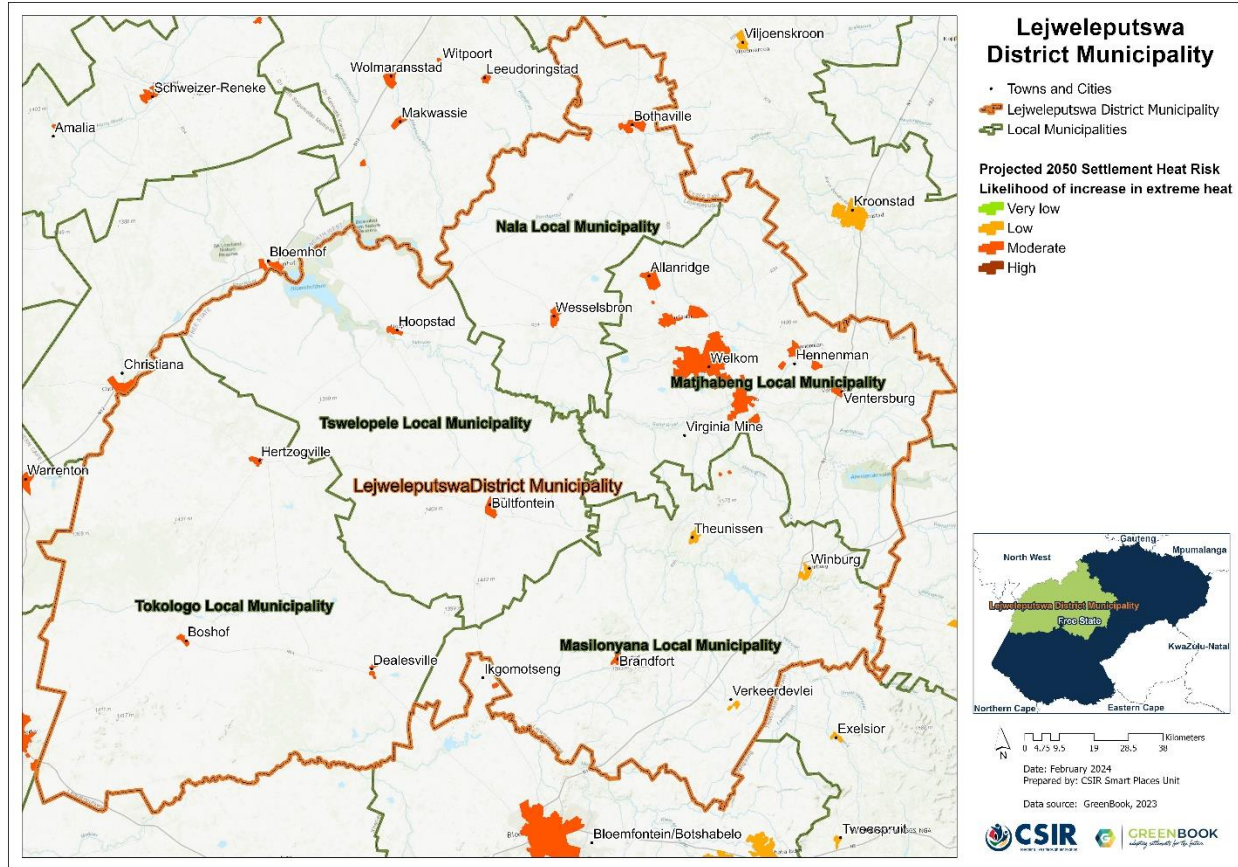 Lejweleputswa
District Municipality
Towns and Cities
Lejweleputswa District Municipality
Local Municipalities
Projected 2050 Settlement Heat Risk
Likelihood of increase in extreme heat
Very low
Low
Moderate
High
Viljoenskroon
Witpoort
Wolmaransstad
Leeudoringstad
Schweizer-Reneke
Makwassie
Bothaville
Amalia
Kroonstad
Nala Local Municipality
Bloemhof
Allanridge
Hoopstad
Wesselsbron
Christiana
Welkom
Hennenman
Matjhabeng Local Municipality
Ventersburg
Tswelopele Local Municipality
Virginia Mine
Hertzogville
Warrenton
LejweleputswaDistrict Municipality
Bultfontein
Theunissen
Winburg
Tokologo Local Municipality
Boshof
Masilonyana Local Municipality
Brandfort
Dealesville
Ikgomotseng
Verkeerdevlei
Exelsior
Bloemfontein/Botshabelo
Tweespruit
Gauteng
North West
Mpumalanga
Lejweleputswa District Municipality
Free State
KwaZulu-Natal
Northern Cape
Eastern Cape
Kilometers
0 4.75 9.5 19 28.5 38
N
Date: February 2024
Prepared by: CSIR Smart Places Unit
Data source: GreenBook, 2023
CSIR
GREENBOOK
adapting settlements for the future